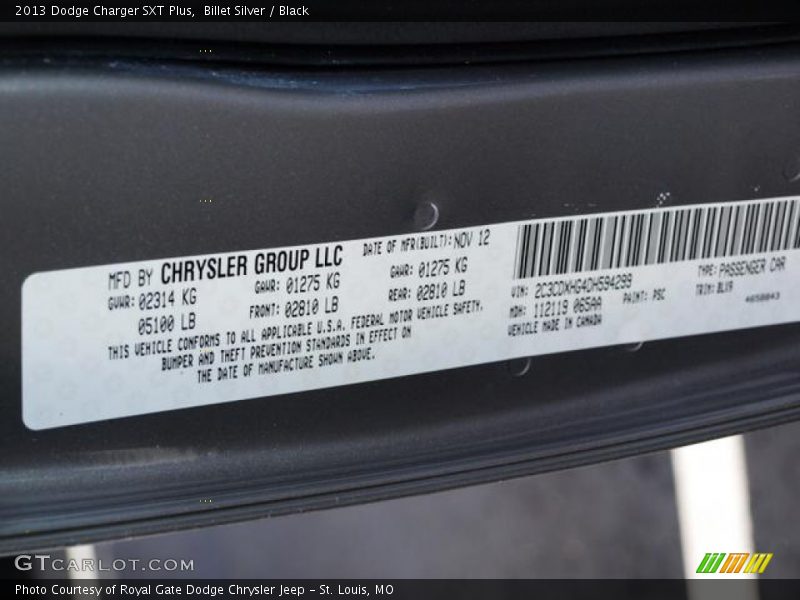 2013 Dodge Charger SXT Plus,  Billet Silver / Black
MFD BY CHRYSLER GROUP LLC
DATE OF MFR(BUILT): NOV 12
GVWR: 02314 KG
GAWR: 01275 KG
GAWR: 01275 KG
05100 LB
FRONT: 02810 LB
REAR: 02810 LB
THIS VEHICLE CONFORMS TO ALL APPLICABLE U.S.A. FEDERAL MOTOR VEHICLE SAFETY,
BUMPER AND THEFT PREVENTION STANDARDS IN EFFECT ON
THE DATE OF MANUFACTURE SHOWN ABOVE.
VIN: 2C3CDXHG4DH594299
TYPE: PASSENGER CAR
MDH: 112119 065AA
PAINT: PSC
TRIM: BLX9
VEHICLE MADE IN CANADA
GTCARLOT.COM
Photo Courtesy of Royal Gate Dodge Chrysler Jeep – St. Louis, MO